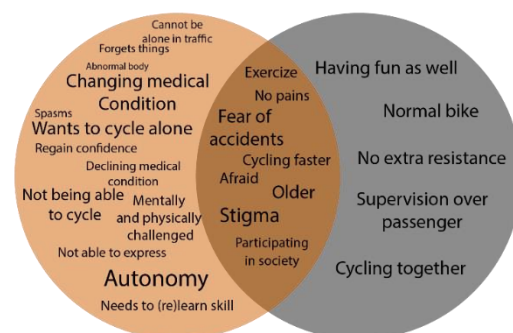 Cannot be
alone in traffic
Forgets things
Abnormal body
Changing medical
Condition
Spasms
Wants to cycle alone
Regain confidence
Declining medical
condition
Not being able
to cycle
Mentally
and physically
challenged
Not able to express
Autonomy
Needs to (re)learn skill
Exercize
No pains
Fear of
accidents
Cycling faster
Afraid
Older
Stigma
Participating
in society
Having fun as well
Normal bike
No extra resistance
Supervision over
passenger
Cycling together